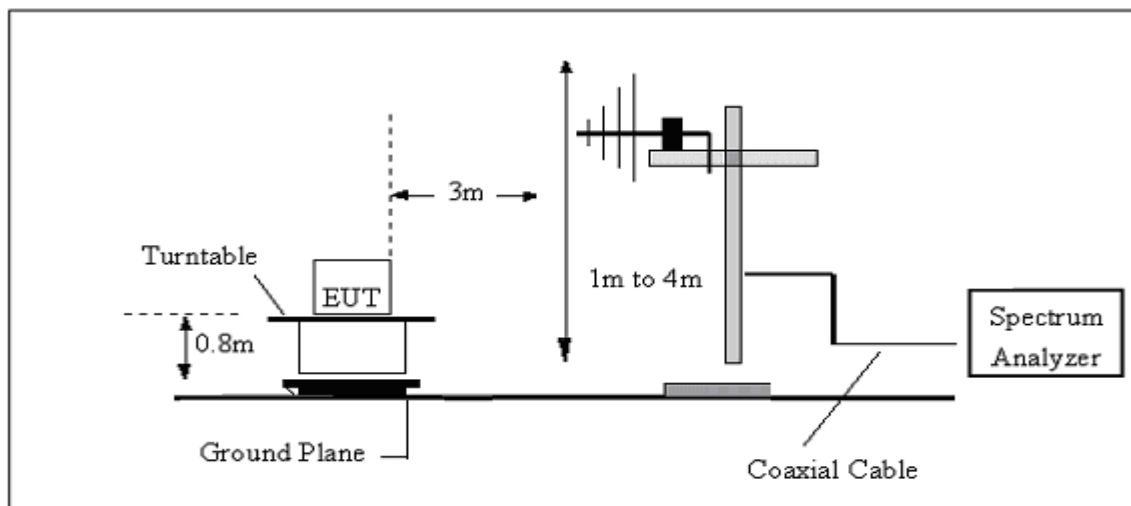 3m
Turntable
EUT
1m to 4m
0.8m
Spectrum
Analyzer
Ground Plane
Coaxial Cable